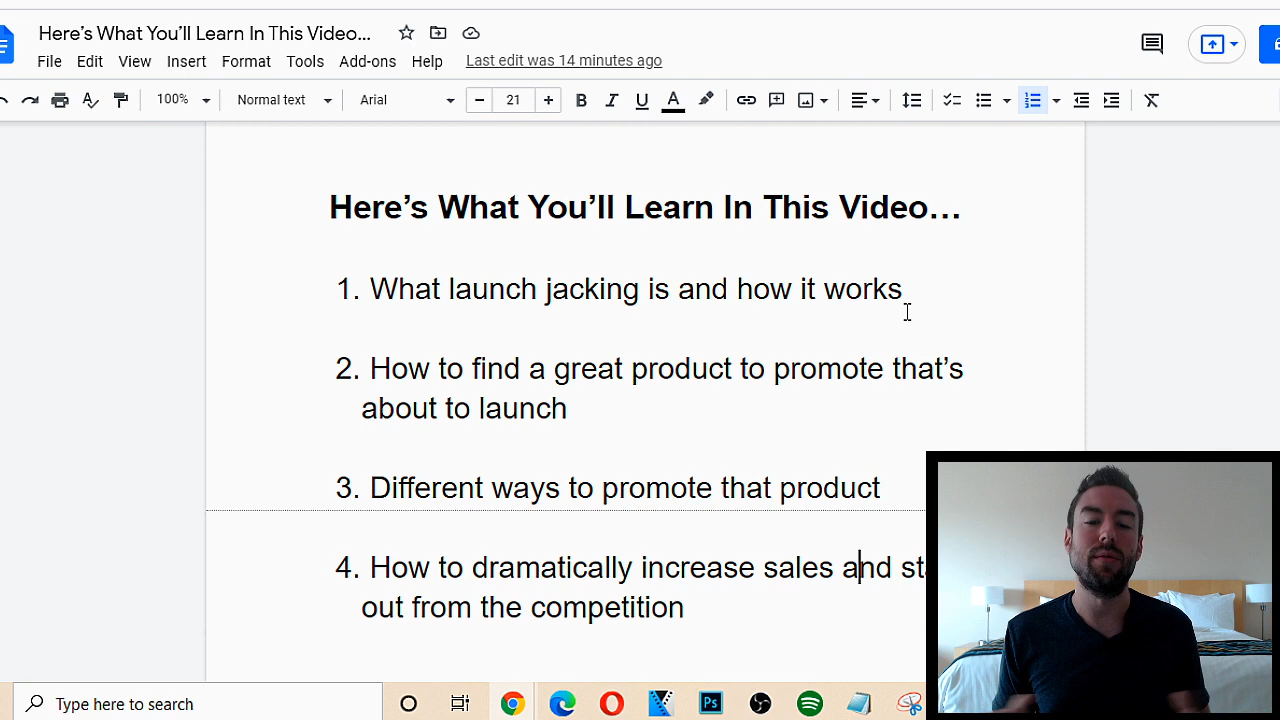 Here's What You'll Learn In This Video...
File Edit View Insert Format Tools Add-ons Help Last edit was 14 minutes ago
100% Normal text Arial 21 B I U A
Here's What You'll Learn In This Video…
1. What launch jacking is and how it works
2. How to find a great product to promote that's
about to launch
3. Different ways to promote that product
4. How to dramatically increase sales and
out from the competition
Type here to search
Ps